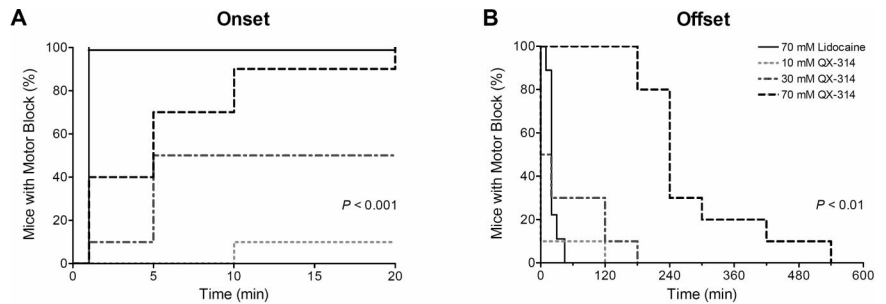 A
Onset
Mice with Motor Block (%)
100
80
60
40
20
0
P < 0.001
0
5
10
15
20
Time (min)
B
Offset
Mice with Motor Block (%)
100
80
60
40
20
0
70 mM Lidocaine
10 mM QX-314
30 mM QX-314
70 mM QX-314
P < 0.01
0
120
240
360
480
600
Time (min)